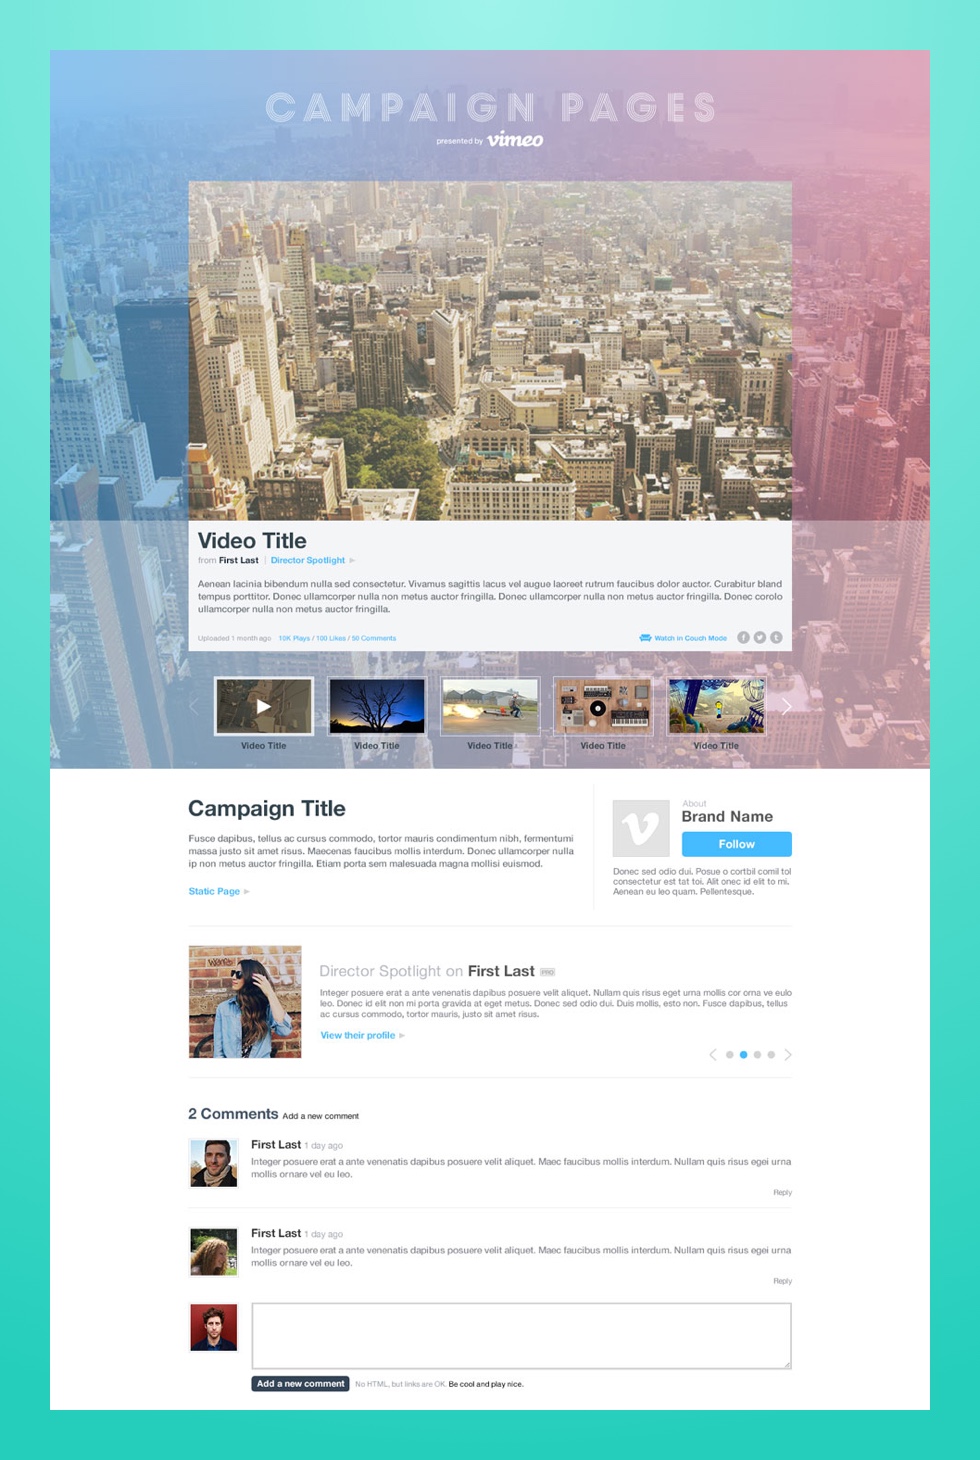 CAMPAIGN PAGES
presented by vimeo
Video Title
from First Last | Director Spotlight
Aenean lacinia bibendum nulla sed consectetur. Vivamus sagittis lacus vel augue laoreet rutrum faucibus dolor auctor. Curabitur bland
tempus porttitor. Donec ullamcorper nulla non metus auctor fringilla. Donec ullamcorper nulla non metus auctor fringilla. Donec corolo
ullamcorper nulla non metus auctor fringilla.
Uploaded 1 month ago 10K Plays / 100 Likes / 50 Comments Watch in Couch Mode
Video Title Video Title Video Title Video Title Video Title
Campaign Title
Fusce dapibus, tellus ac cursus commodo, tortor mauris condimentum nibh, fermentumi
massa justo sit amet risus. Maecenas faucibus mollis interdum. Donec ullamcorper nulla
ip non metus auctor fringilla. Etiam porta sem malesuada magna mollisi euismod.
Static Page
About
Brand Name
Follow
Donec sed odio dui. Posue o cortbil comil tol
consectetur est tat toi. Alit onec id elit to mi.
Aenean eu leo quam. Pellentesque.
Director Spotlight on First Last PRO
Integer posuere erat a ante venenatis dapibus posuere velit aliquet. Nullam quis risus eget urna mollis cor orna ve eulo
leo. Donec id elit non mi porta gravida at eget metus. Donec sed odio dui. Duis mollis, esto non. Fusce dapibus, tellus
ac cursus commodo, tortor mauris, justo sit amet risus.
View their profile
2 Comments Add a new comment
First Last 1 day ago
Integer posuere erat a ante venenatis dapibus posuere velit aliquet. Maec faucibus mollis interdum. Nullam quis risus egei urna
mollis ornare vel eu leo.
Reply
First Last 1 day ago
Integer posuere erat a ante venenatis dapibus posuere velit aliquet. Maec faucibus mollis interdum. Nullam quis risus egei urna
mollis ornare vel eu leo.
Reply
Add a new comment No HTML, but links are OK. Be cool and play nice.